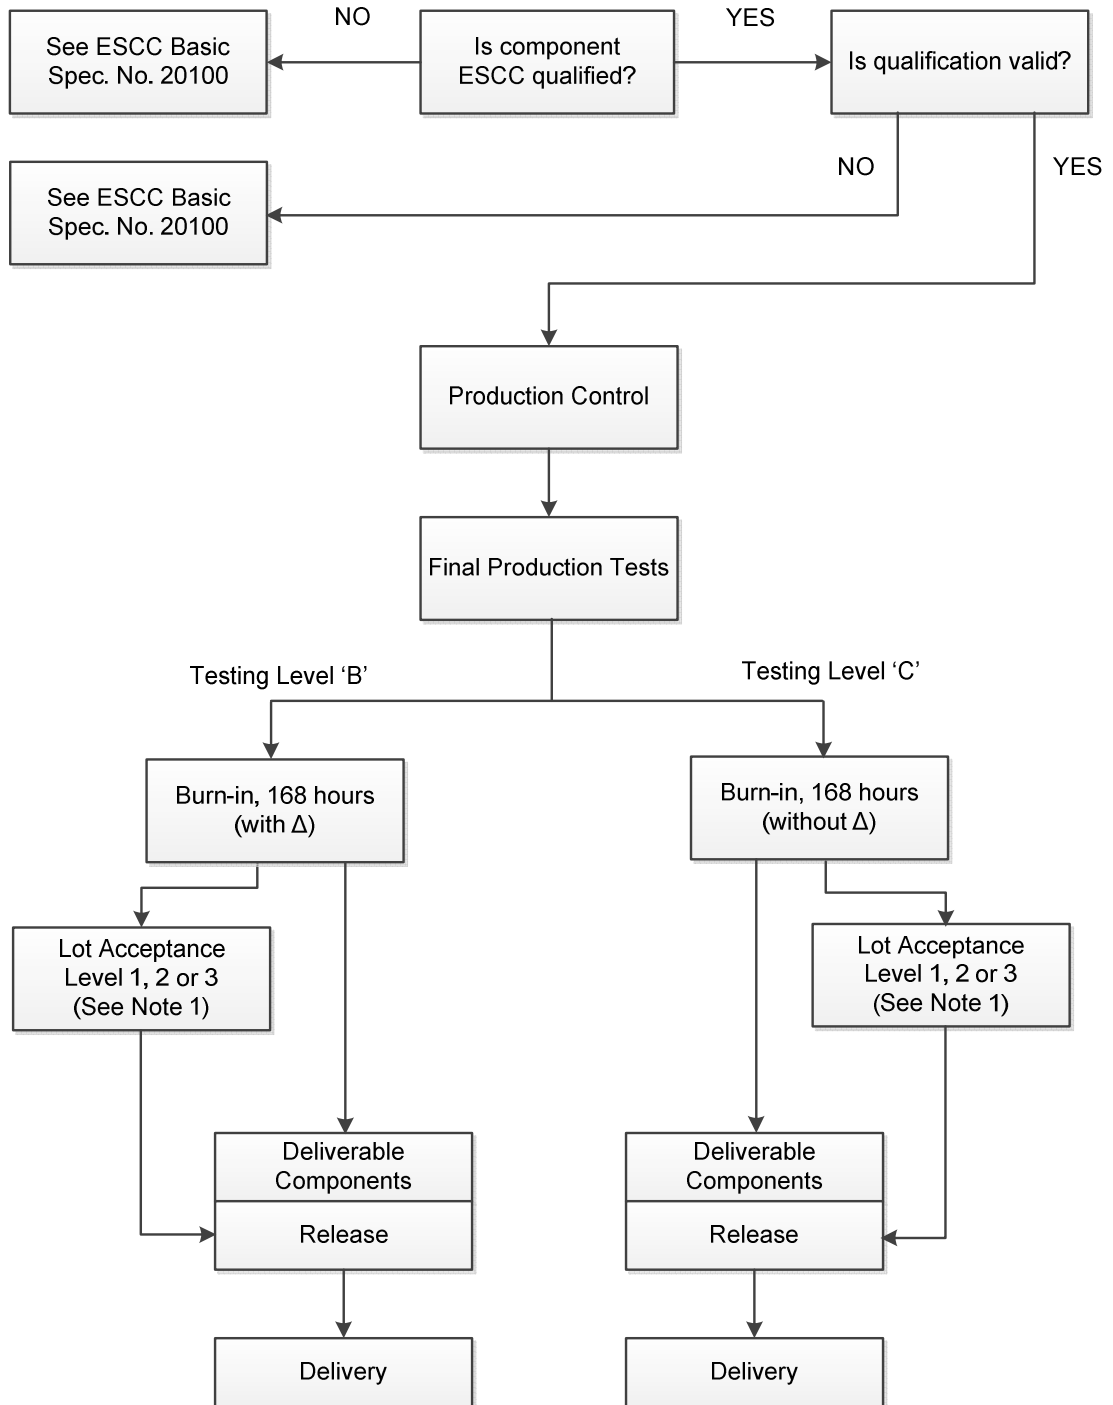 NO
YES
See ESCC Basic
Spec. No. 20100
Is component
ESCC qualified?
Is qualification valid?
NO
YES
See ESCC Basic
Spec. No. 20100
Production Control
Final Production Tests
Testing Level ‘B’
Testing Level ‘C’
Burn-in, 168 hours
(with Δ)
Burn-in, 168 hours
(without Δ)
Lot Acceptance
Level 1, 2 or 3
(See Note 1)
Lot Acceptance
Level 1, 2 or 3
(See Note 1)
Deliverable
Components
Release
Deliverable
Components
Release
Delivery
Delivery